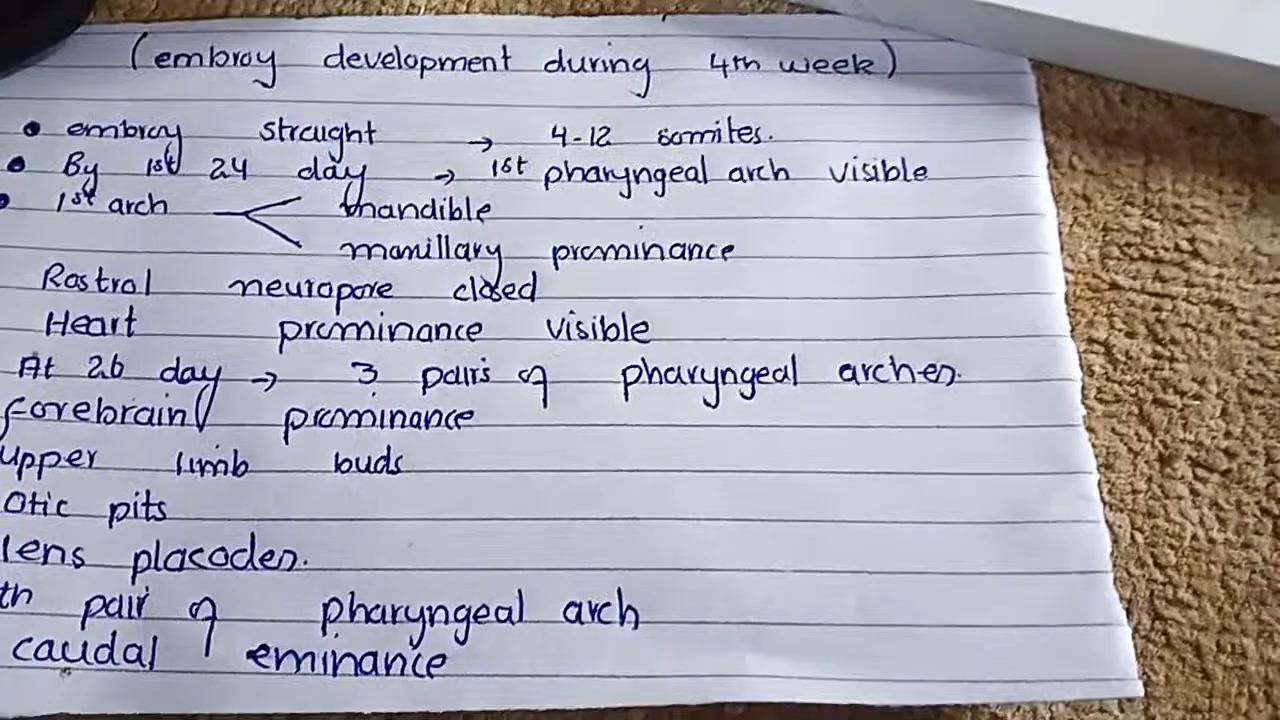 (embroy development during 4th week)
• embroy straught → 4-12 somites.
• By 1st 24 day → 1st pharyngeal arch visible
• 1st arch mandible
maxillary prominance
Rostral neuropore closed
Heart prominance visible
At 26 day → 3 pairs of pharyngeal arches.
forebrain prominance
upper limb buds
Otic pits
lens placodes.
th pair of pharyngeal arch
caudal eminance